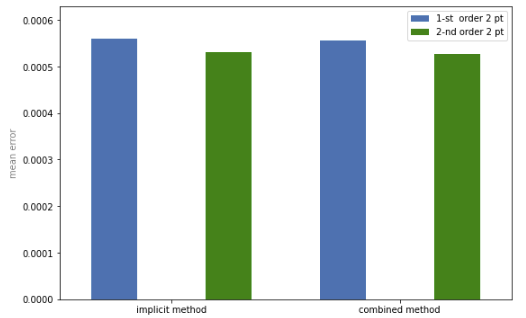 1-st order 2 pt
2-nd order 2 pt
mean error
0.0006
0.0005
0.0004
0.0003
0.0002
0.0001
0.0000
implicit method
combined method